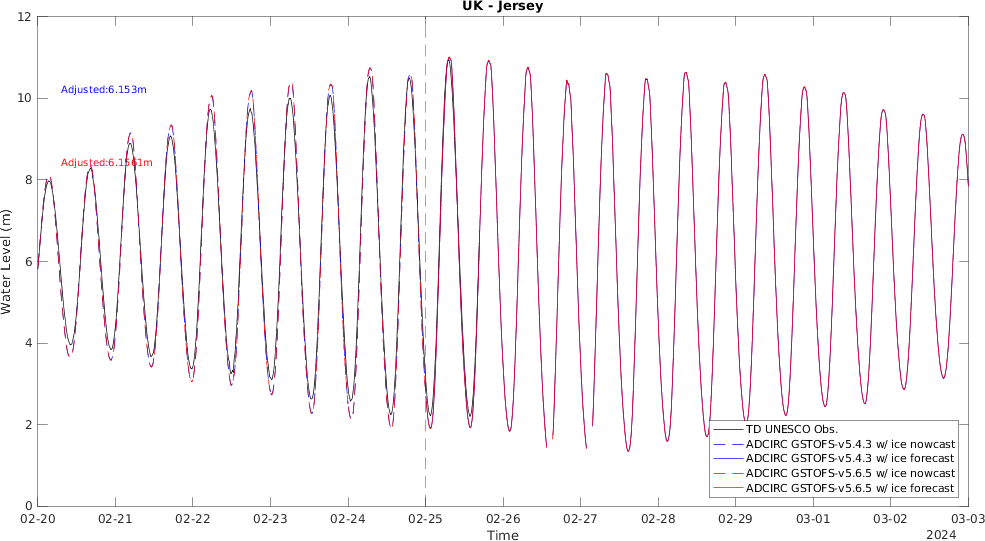 UK - Jersey
12
10
8
6
4
2
0
Water Level (m)
Adjusted:6.153m
Adjusted:6.1561m
TD UNESCO Obs.
ADCIRC GSTOFS-v5.4.3 w/ ice nowcast
ADCIRC GSTOFS-v5.4.3 w/ ice forecast
ADCIRC GSTOFS-v5.6.5 w/ ice nowcast
ADCIRC GSTOFS-v5.6.5 w/ ice forecast
02-20 02-21 02-22 02-23 02-24 02-25 02-26 02-27 02-28 02-29 03-01 03-02 03-03
Time
2024